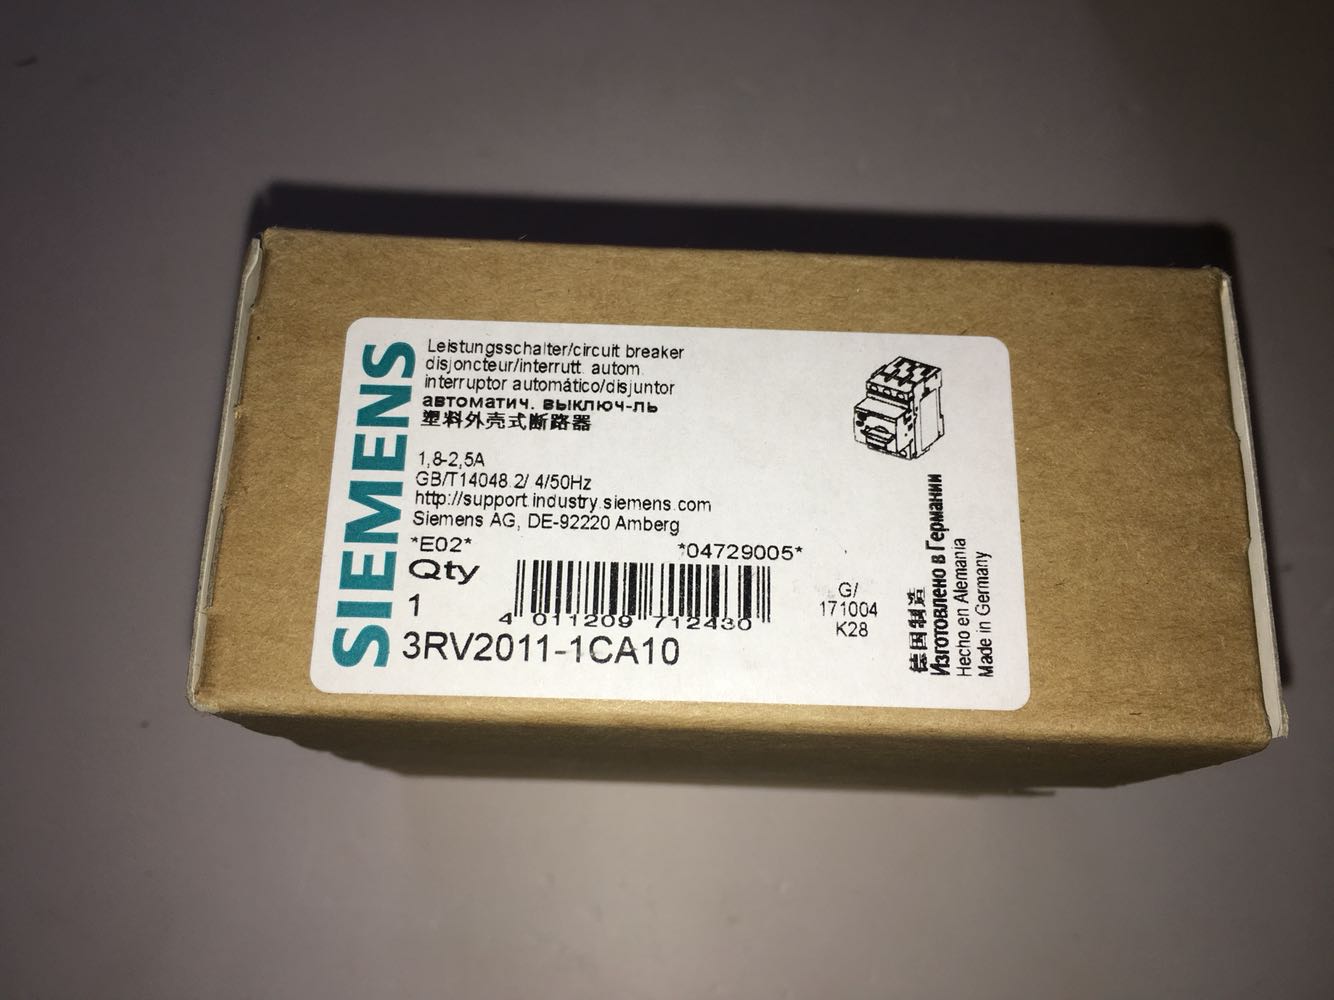 SIEMENS
Leistungsschalter/circuit breaker
disjoncteur/interrutt. autom.
interruptor automático/disjuntor
автоматич. выключ-ль
塑料外壳式断路器
1,8-2,5A
GB/T14048.2/ 4/50Hz
http://support.industry.siemens.com
Siemens AG, DE-92220 Amberg
*E02* *04729005*
Qty
1
4 011209 712430
3RV2011-1CA10
G/
171004
K28
德国制造
Изготовлено в Германии
Hecho en Alemania
Made in Germany